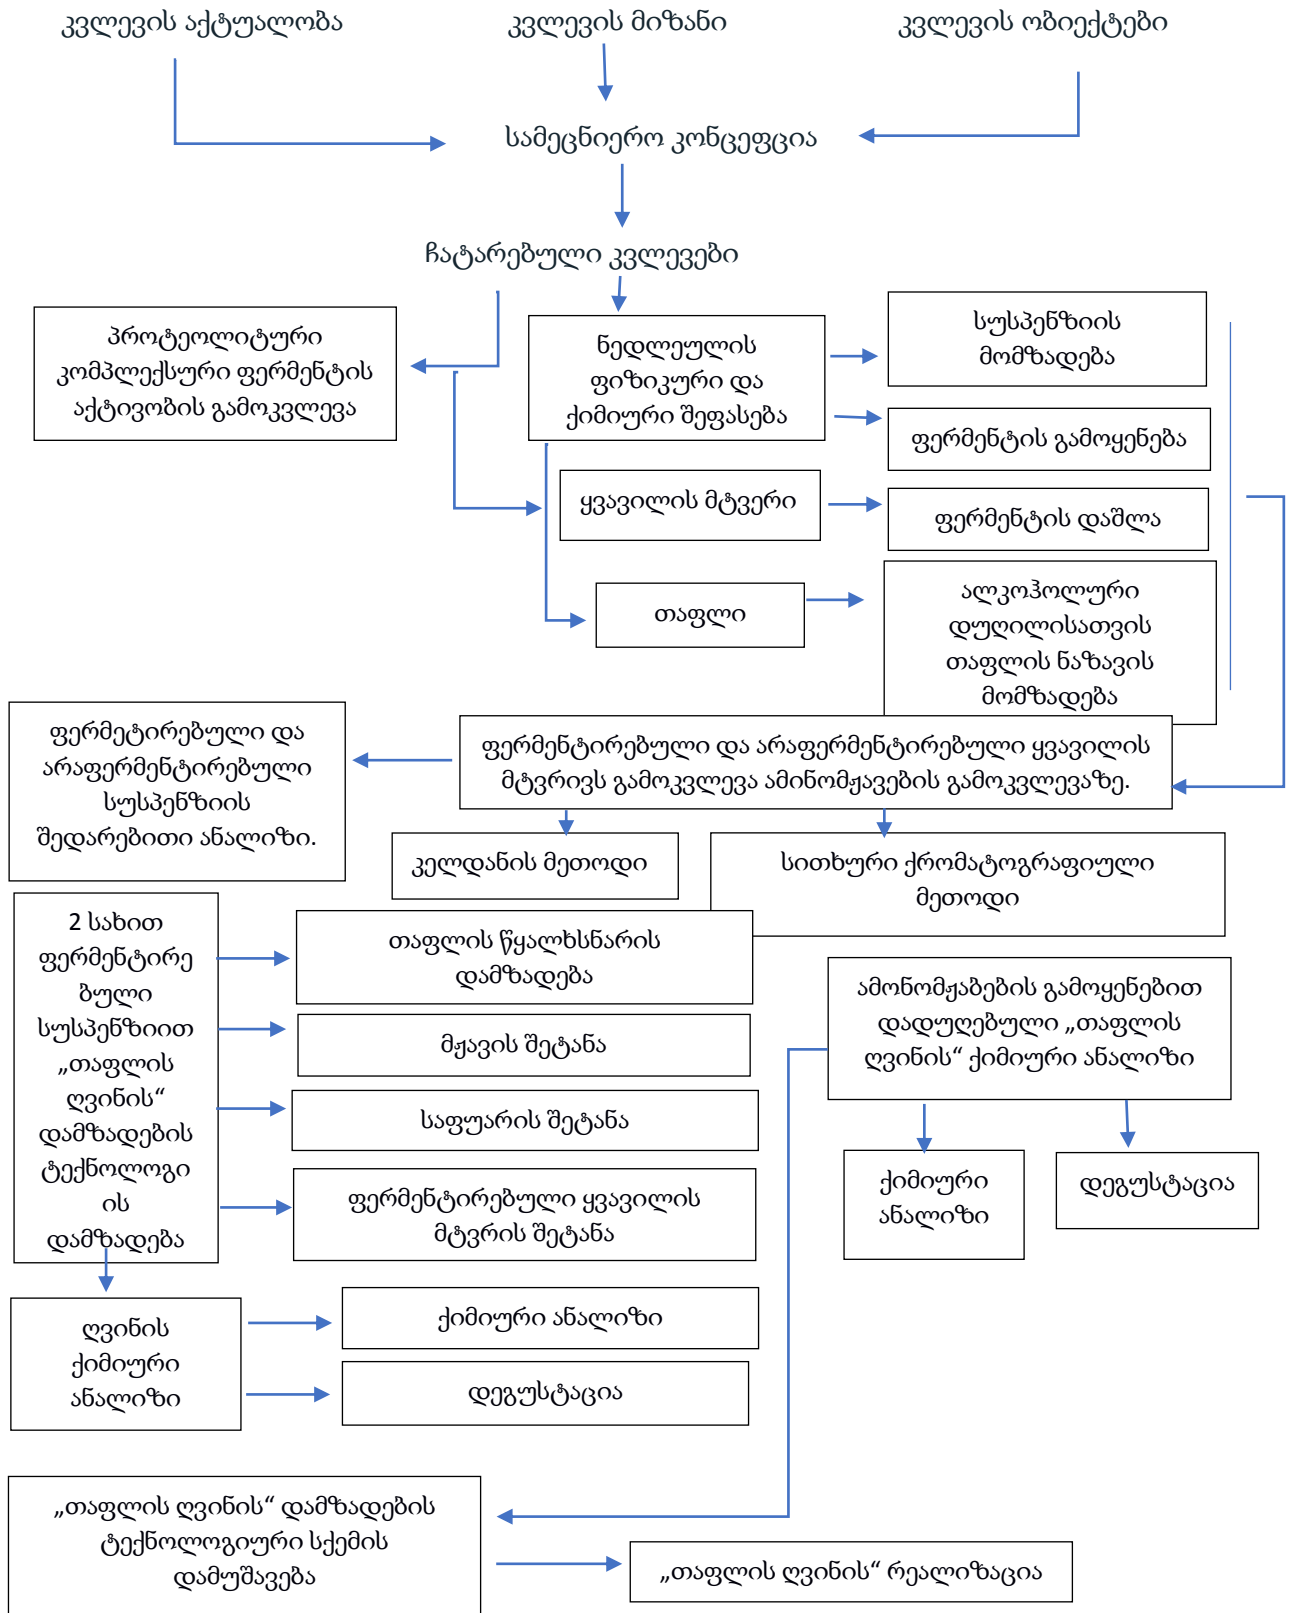 კვლევის აქტუალობა
კვლევის მიზანი
კვლევის ობიექტები
სამეცნიერო კონცეფცია
ჩატარებული კვლევები
პროტეოლიტური
კომპლექსური ფერმენტის
აქტივობის გამოკვლევა
ნედლეულის
ფიზიკური და
ქიმიური შეფასება
სუსპენზიის
მომზადება
ფერმენტის გამოყენება
ყვავილის მტვერი
ფერმენტის დაშლა
თაფლი
ალკოჰოლური
დუღილისათვის
თაფლის ნაზავის
მომზადება
ფერმეტირებული და
არაფერმენტირებული
სუსპენზიის
შედარებითი ანალიზი.
ფერმენტირებული და არაფერმენტირებული ყვავილის
მტვრივს გამოკვლევა ამინომჟავების გამოკვლევაზე.
კელდანის მეთოდი
სითხური ქრომატოგრაფიული
მეთოდი
2 სახით
ფერმენტირე
ბული
სუსპენზიით
„თაფლის
ღვინის“
დამზადების
ტექნოლოგი
ის
დამზადება
თაფლის წყალხსნარის
დამზადება
მჟავის შეტანა
საფუარის შეტანა
ფერმენტირებული ყვავილის
მტვრის შეტანა
ამონომჟაბების გამოყენებით
დადუღებული „თაფლის
ღვინის“ ქიმიური ანალიზი
ქიმიური
ანალიზი
დეგუსტაცია
ღვინის
ქიმიური
ანალიზი
ქიმიური ანალიზი
დეგუსტაცია
„თაფლის ღვინის“ დამზადების
ტექნოლოგიური სქემის
დამუშავება
„თაფლის ღვინის“ რეალიზაცია